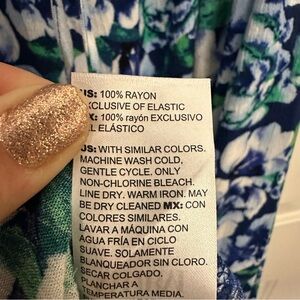 US: 100% RAYON
EXCLUSIVE OF ELASTIC
MX: 100% rayón EXCLUSIVO
EL ELÁSTICO
US: WITH SIMILAR COLORS.
MACHINE WASH COLD,
GENTLE CYCLE. ONLY
NON-CHLORINE BLEACH.
LINE DRY. WARM IRON. MAY
BE DRY CLEANED MX: CON
COLORES SIMILARES.
LAVAR A MÁQUINA CON
AGUA FRÍA EN CICLO
SUAVE. SOLAMENTE
BLANQUEADOR SIN CLORO.
SECAR COLGADO.
PLANCHAR A
TEMPERATURA MEDIA.